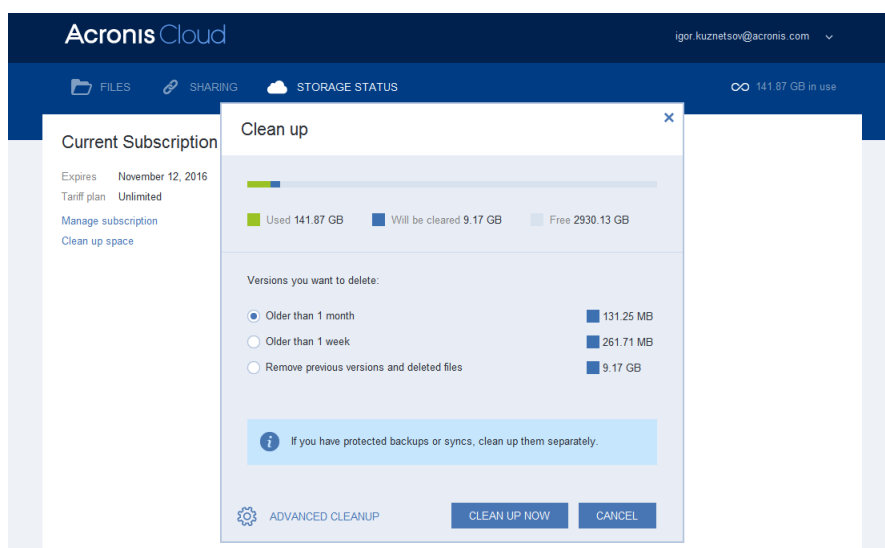 Acronis Cloud
igor.kuznetsov@acronis.com
FILES
SHARING
STORAGE STATUS
141.87 GB in use
Current Subscription
Expires November 12, 2016
Tariff plan Unlimited
Manage subscription
Clean up space
Clean up
Used 141.87 GB
Will be cleared 9.17 GB
Free 2930.13 GB
Versions you want to delete:
Older than 1 month 131.25 MB
Older than 1 week 261.71 MB
Remove previous versions and deleted files 9.17 GB
If you have protected backups or syncs, clean up them separately.
ADVANCED CLEANUP
CLEAN UP NOW
CANCEL